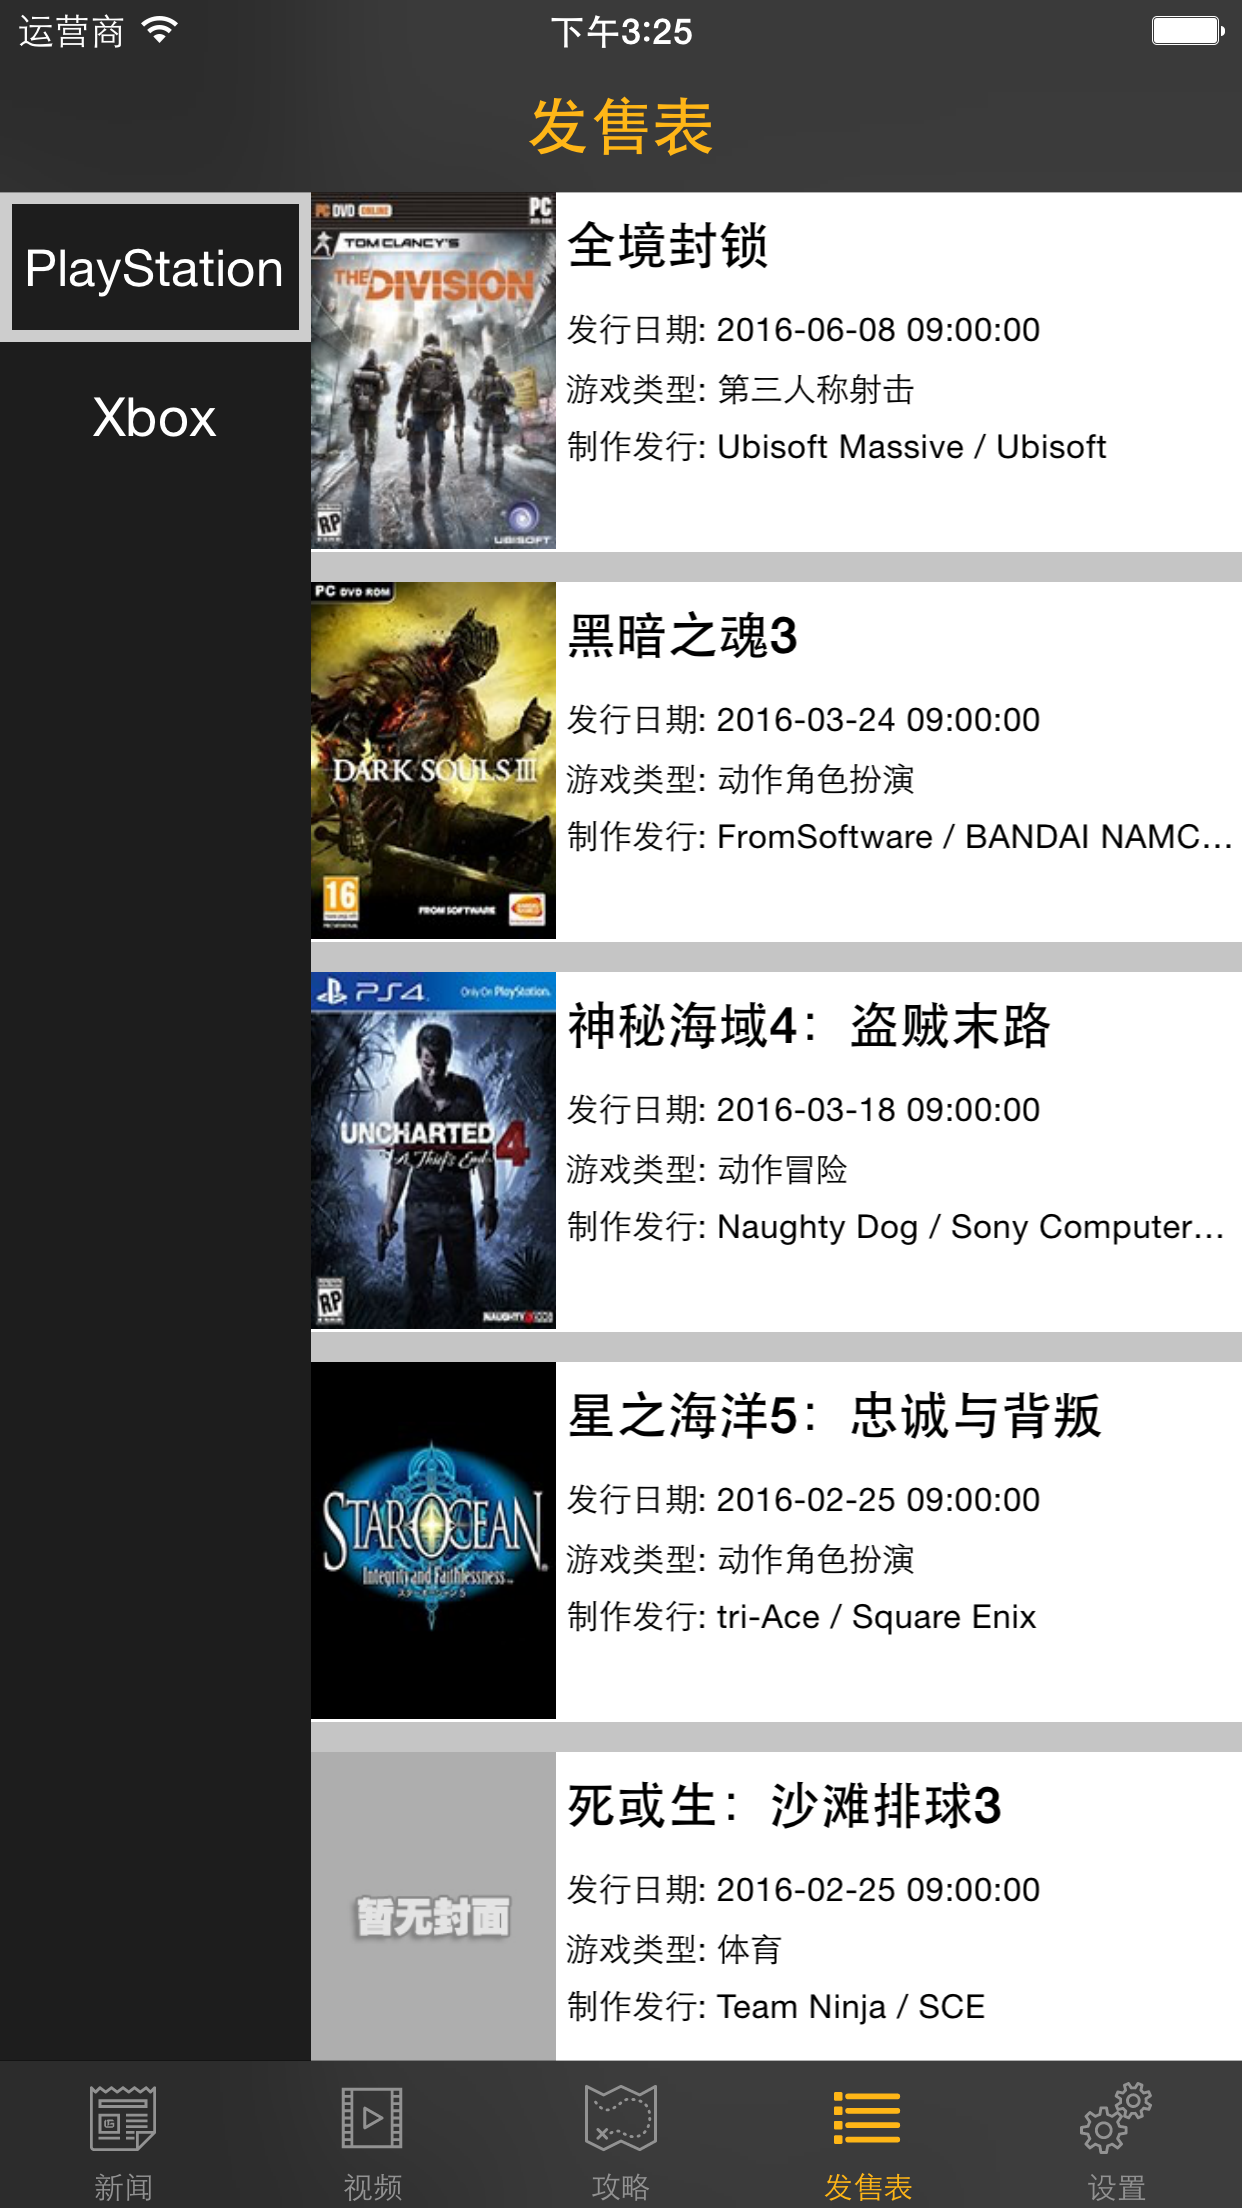 运营商
下午3:25
发售表
PlayStation
Xbox
PC DVD ONLINE
PC
TOM CLANCY'S
THE DIVISION
RP
UBISOFT
全境封锁
发行日期: 2016-06-08 09:00:00
游戏类型: 第三人称射击
制作发行: Ubisoft Massive / Ubisoft
PC DVD ROM
DARK SOULS III
16
FROM SOFTWARE
黑暗之魂3
发行日期: 2016-03-24 09:00:00
游戏类型: 动作角色扮演
制作发行: FromSoftware / BANDAI NAMC...
PS4
Only On PlayStation.
UNCHARTED 4
A Thief's End
RP
NAUGHTY DOG
神秘海域4：盗贼末路
发行日期: 2016-03-18 09:00:00
游戏类型: 动作冒险
制作发行: Naughty Dog / Sony Computer...
STAR OCEAN
Integrity and Faithlessness
スターオーシャン5
星之海洋5：忠诚与背叛
发行日期: 2016-02-25 09:00:00
游戏类型: 动作角色扮演
制作发行: tri-Ace / Square Enix
暂无封面
死或生：沙滩排球3
发行日期: 2016-02-25 09:00:00
游戏类型: 体育
制作发行: Team Ninja / SCE
新闻
视频
攻略
发售表
设置